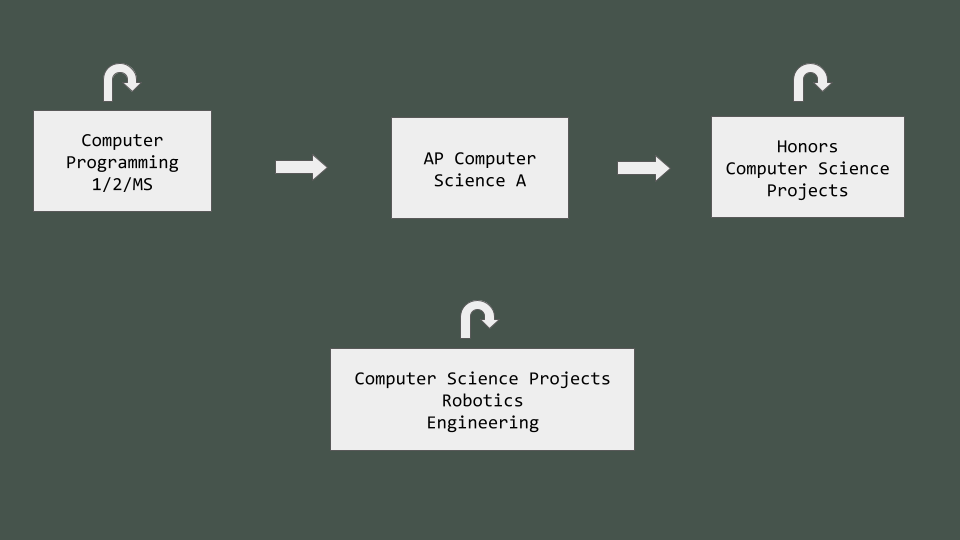 Computer
Programming
1/2/MS
AP Computer
Science A
Honors
Computer Science
Projects
Computer Science Projects
Robotics
Engineering